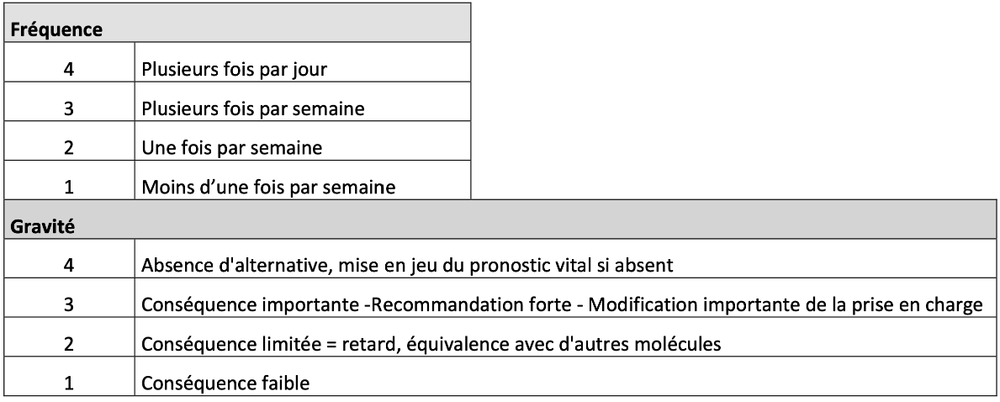 Fréquence
4 Plusieurs fois par jour
3 Plusieurs fois par semaine
2 Une fois par semaine
1 Moins d’une fois par semaine
Gravité
4 Absence d'alternative, mise en jeu du pronostic vital si absent
3 Conséquence importante -Recommandation forte - Modification importante de la prise en charge
2 Conséquence limitée = retard, équivalence avec d'autres molécules
1 Conséquence faible